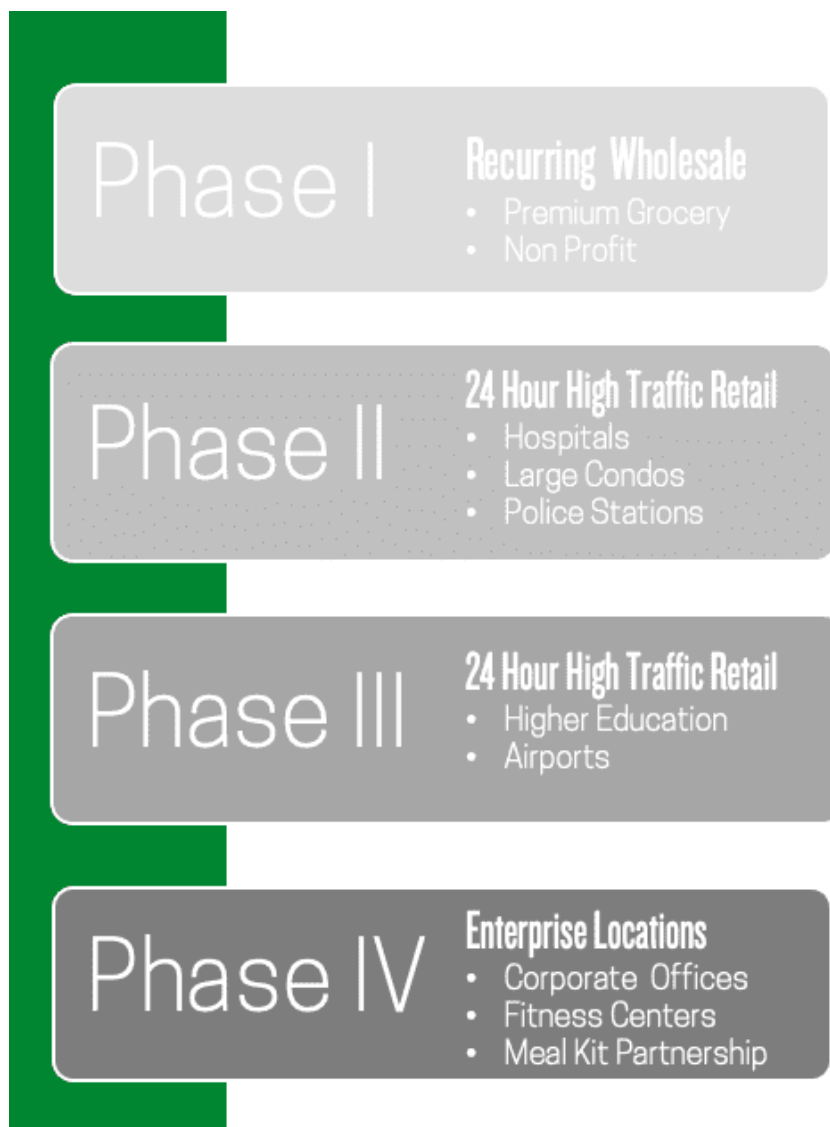 Phase I
Recurring Wholesale
• Premium Grocery
• Non Profit
Phase II
24 Hour High Traffic Retail
• Hospitals
• Large Condos
• Police Stations
Phase III
24 Hour High Traffic Retail
• Higher Education
• Airports
Phase IV
Enterprise Locations
• Corporate Offices
• Fitness Centers
• Meal Kit Partnership